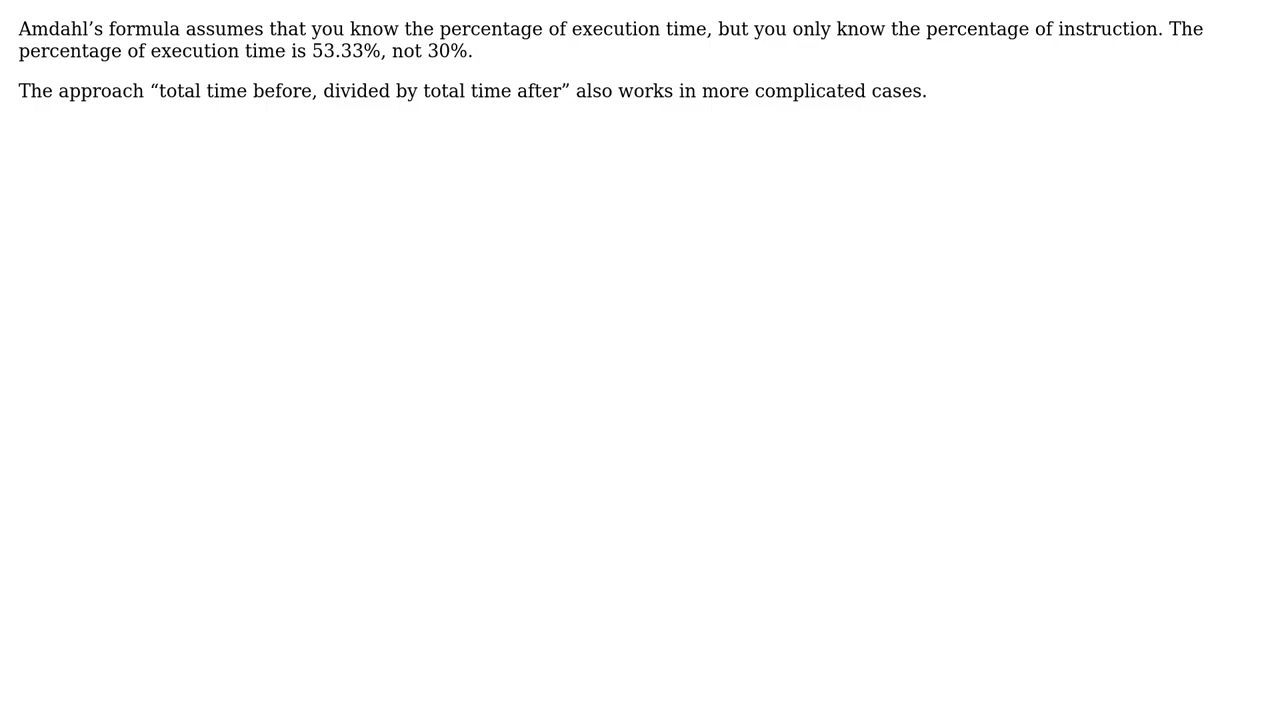 Amdahl’s formula assumes that you know the percentage of execution time, but you only know the percentage of instruction. The
percentage of execution time is 53.33%, not 30%.
The approach “total time before, divided by total time after” also works in more complicated cases.